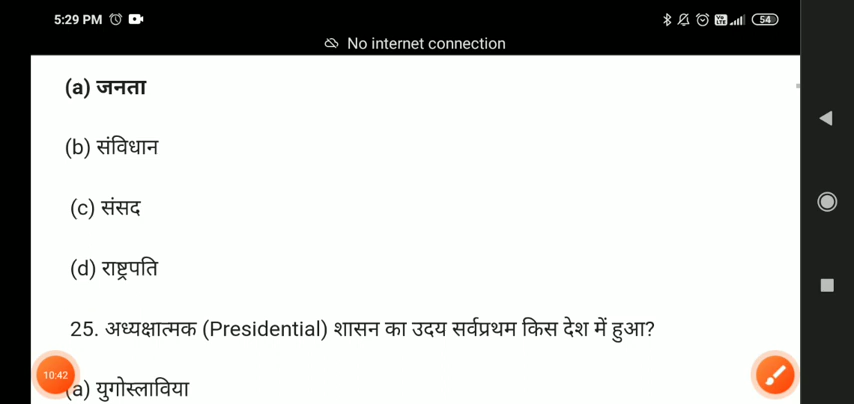 5:29 PM 54
No internet connection
(a) जनता
(b) संविधान
(c) संसद
(d) राष्ट्रपति
25. अध्यक्षात्मक (Presidential) शासन का उदय सर्वप्रथम किस देश में हुआ?
10:42
(a) युगोस्लाविया